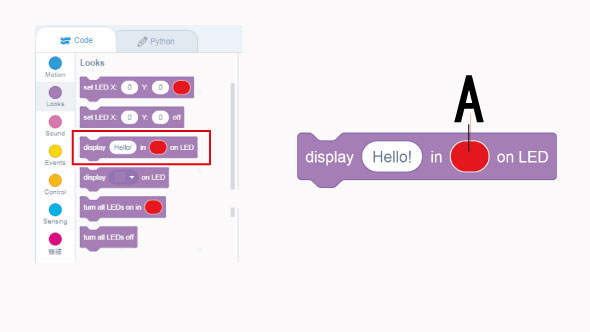 Code
Python
Motion
Looks
Sound
Events
Control
Sensing
無線
Looks
set LED X: 0 Y: 0
set LED X: 0 Y: 0 off
display Hello! in on LED
display on LED
turn all LEDs on in
turn all LEDs off
A
display Hello! in on LED